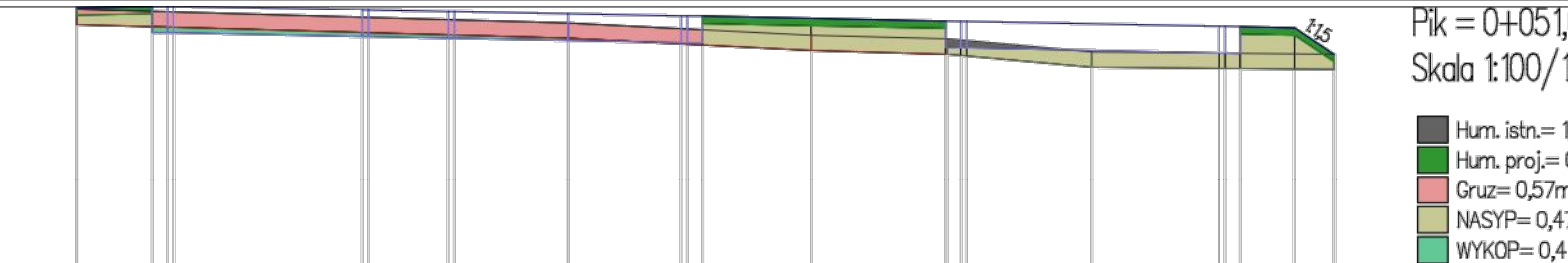 1:1,5
Pik = 0+051,
Skala 1:100/1
Hum. istn.= 1
Hum. proj.= 0
Gruz= 0,57m
NASYP= 0,47
WYKOP= 0,4